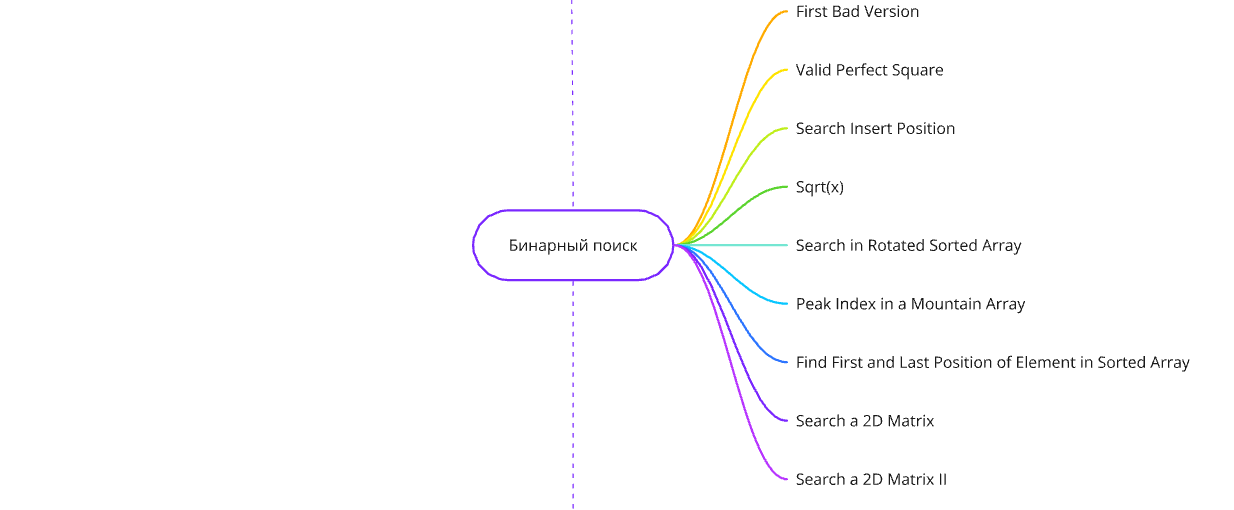 First Bad Version
Valid Perfect Square
Search Insert Position
Sqrt(x)
Бинарный поиск
Search in Rotated Sorted Array
Peak Index in a Mountain Array
Find First and Last Position of Element in Sorted Array
Search a 2D Matrix
Search a 2D Matrix II